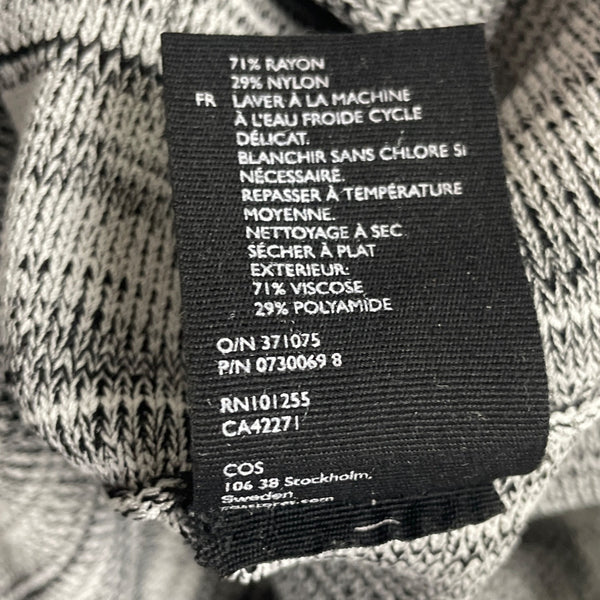 71% RAYON
29% NYLON
FR LAVER À LA MACHINE
À L'EAU FROIDE CYCLE
DÉLICAT.
BLANCHIR SANS CHLORE SI
NÉCESSAIRE.
REPASSER À TEMPÉRATURE
MOYENNE.
NETTOYAGE À SEC.
SÉCHER À PLAT
EXTERIEUR:
71% VISCOSE
29% POLYAMIDE
O/N 371075
P/N 0730069 8
RN101255
CA42271
COS
106 38 Stockholm,
Sweden